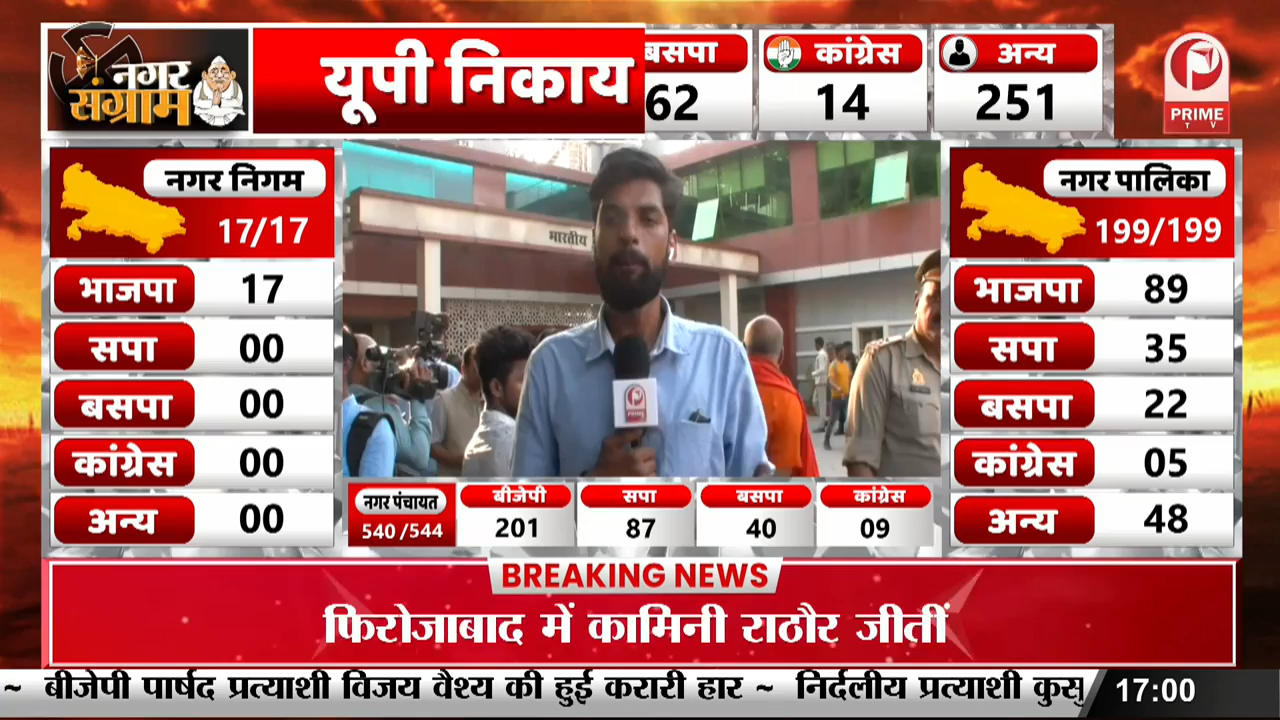 नगर संग्राम
यूपी निकाय
बसपा 62
कांग्रेस 14
अन्य 251
PRIME
TV
नगर निगम
17/17
भाजपा 17
सपा 00
बसपा 00
कांग्रेस 00
अन्य 00
भारतीय
PRIME
नगर पंचायत
540/544
बीजेपी 201
सपा 87
बसपा 40
कांग्रेस 09
नगर पालिका
199/199
भाजपा 89
सपा 35
बसपा 22
कांग्रेस 05
अन्य 48
BREAKING NEWS
फिरोजाबाद में कामिनी राठौर जीतीं
~ बीजेपी पार्षद प्रत्याशी विजय वैश्य की हुई करारी हार ~ निर्दलीय प्रत्याशी कुसु
17:00